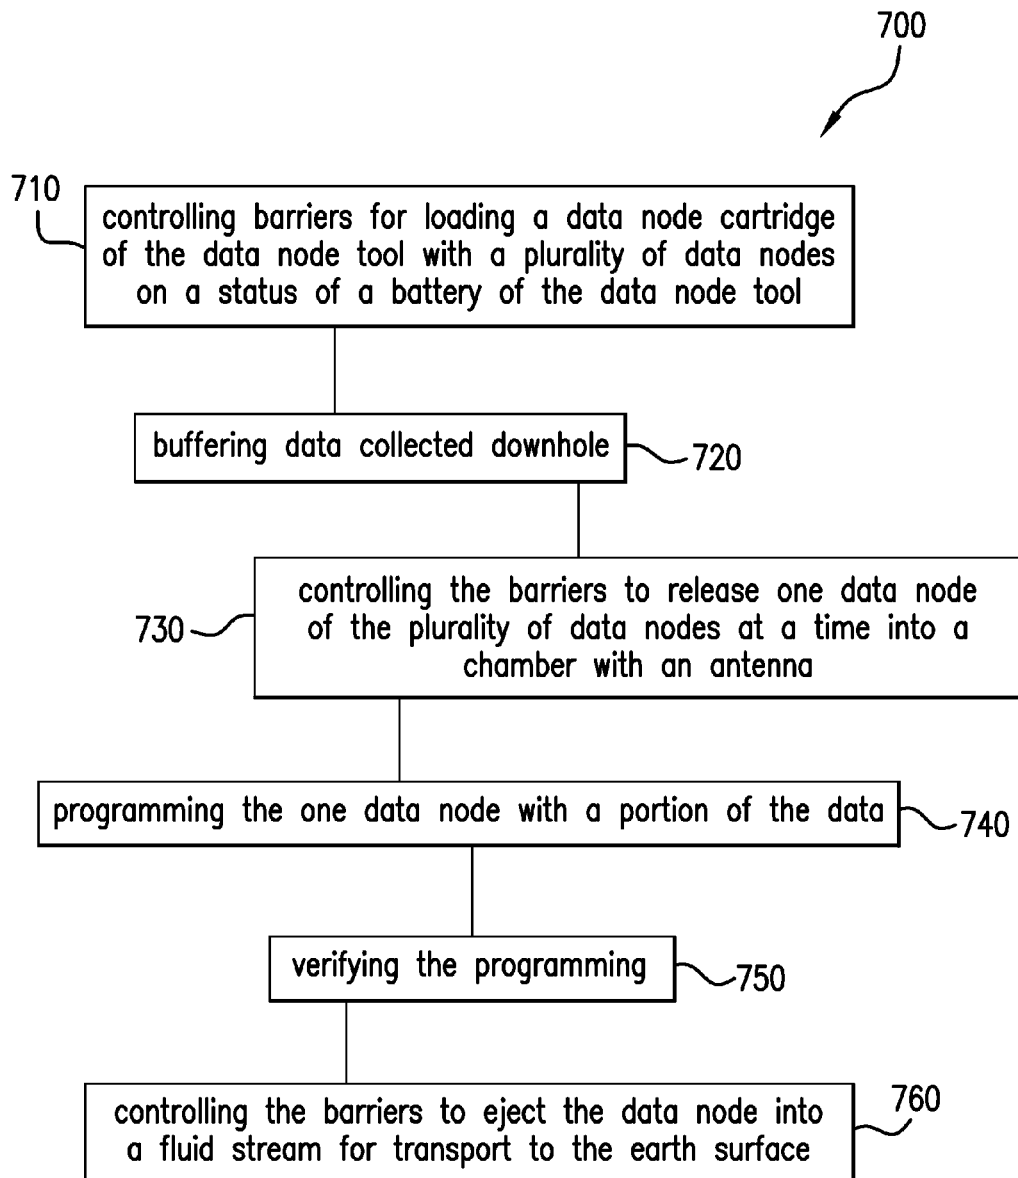 700
710
controlling barriers for loading a data node cartridge
of the data node tool with a plurality of data nodes
on a status of a battery of the data node tool
buffering data collected downhole
720
controlling the barriers to release one data node
of the plurality of data nodes at a time into a
chamber with an antenna
730
programming the one data node with a portion of the data
740
verifying the programming
750
controlling the barriers to eject the data node into
a fluid stream for transport to the earth surface
760